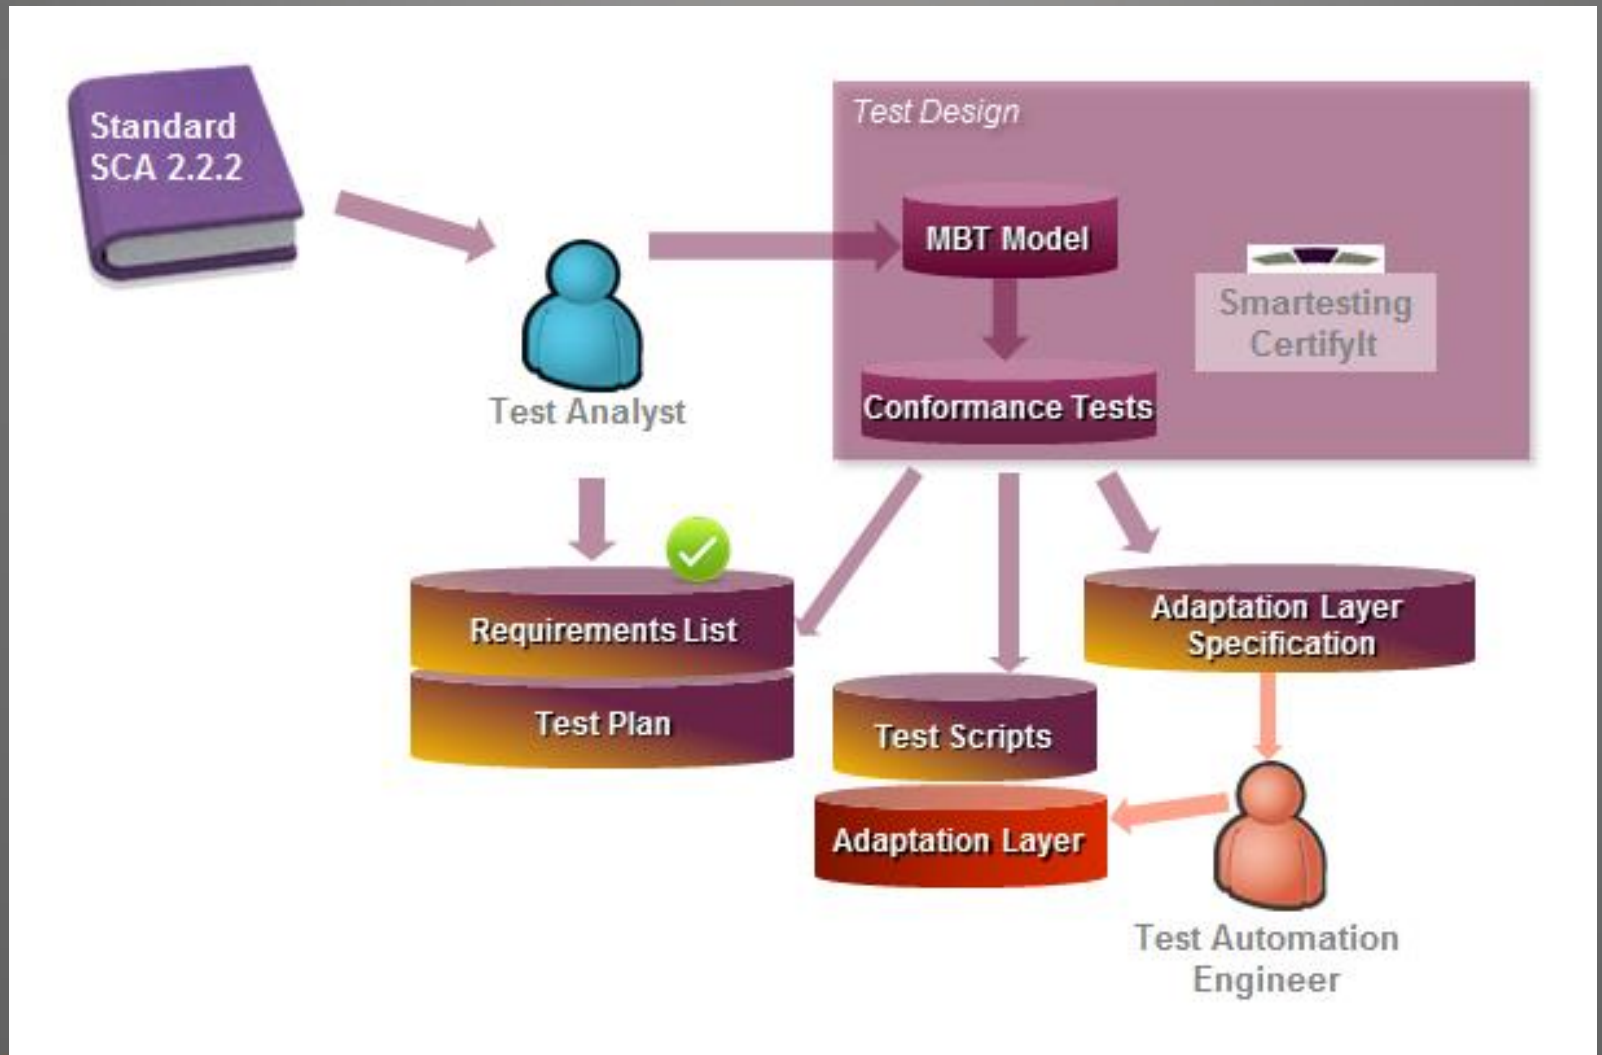 Standard
SCA 2.2.2
Test Design
MBT Model
Smartesting
CertifyIt
Conformance Tests
Test Analyst
Requirements List
Test Plan
Adaptation Layer
Specification
Test Scripts
Adaptation Layer
Test Automation
Engineer